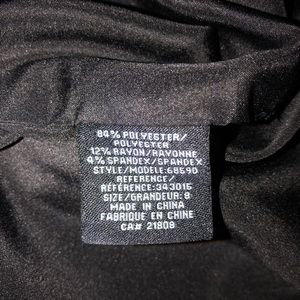 84% POLYESTER/
POLYESTER
12% RAYON/RAYONNE
4% SPANDEX/SPANDEX
STYLE/MODELE:68590
REFERENCE/
RÉFÉRENCE:343015
SIZE/GRANDEUR: 8
MADE IN CHINA
FABRIQUE EN CHINE
CA# 21808